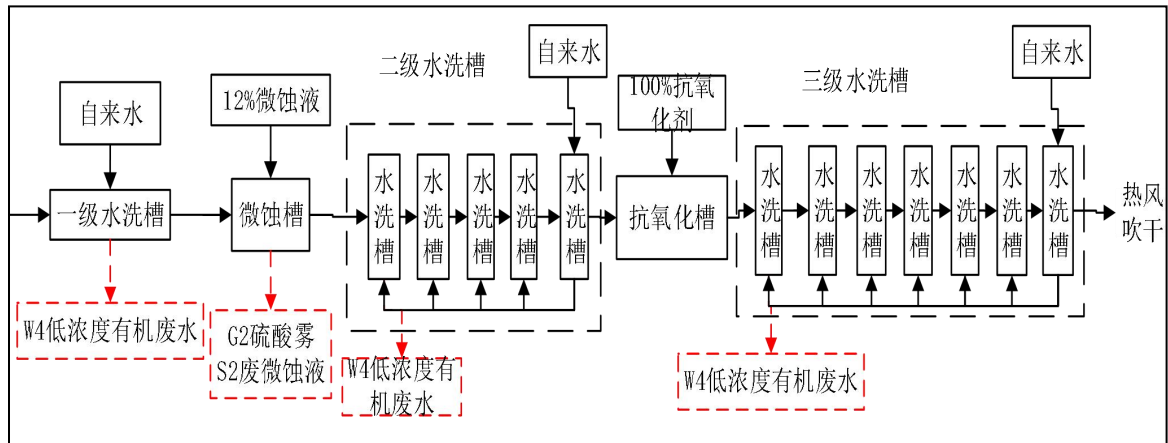 自来水
一级水洗槽
W4低浓度有机废水
12%微蚀液
微蚀槽
G2硫酸雾
S2废微蚀液
二级水洗槽
自来水
水洗槽
水洗槽
水洗槽
水洗槽
水洗槽
W4低浓度有
机废水
100%抗氧
化剂
抗氧化槽
三级水洗槽
自来水
水洗槽
水洗槽
水洗槽
水洗槽
水洗槽
水洗槽
水洗槽
W4低浓度有机废水
热风
吹干